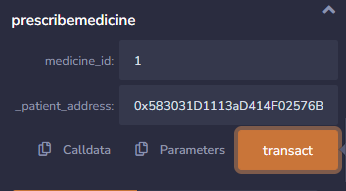 prescribemedicine
medicine_id: 1
_patient_address: 0x583031D1113aD414F02576B
Calldata Parameters transact